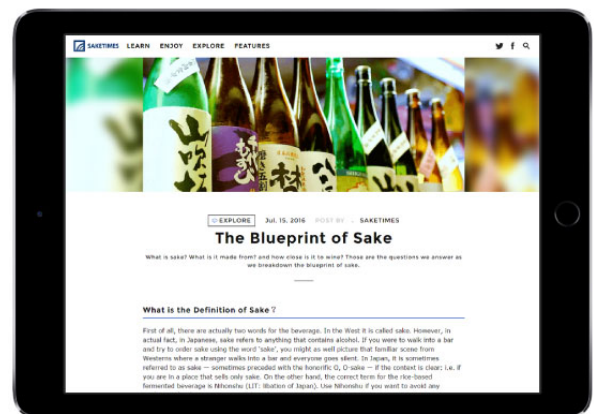 SAKETIMES LEARN ENJOY EXPLORE FEATURES
山吹
むすひ
林
EXPLORE Jul. 15, 2016 POST BY . SAKETIMES
The Blueprint of Sake
What is sake? What is it made from? and how close is it to wine? Those are the questions we answer as
we breakdown the blueprint of sake.
What is the Definition of Sake?
First of all, there are actually two words for the beverage. In the West it is called sake. However, in
actual fact, in Japanese, sake refers to anything that contains alcohol. If you were to walk into a bar
and try to order sake using the word 'sake', you might as well picture that familiar scene from
Westerns where a stranger walks into a bar and everyone goes silent. In Japan, it is sometimes
referred to as sake — sometimes preceded with the honorific O, O-sake — if the context is clear: i.e. if
you are in a place that sells only sake. On the other hand, the correct term for the rice-based
fermented beverage is Nihonshu (LIT: libation of Japan). Use Nihonshu if you want to avoid any